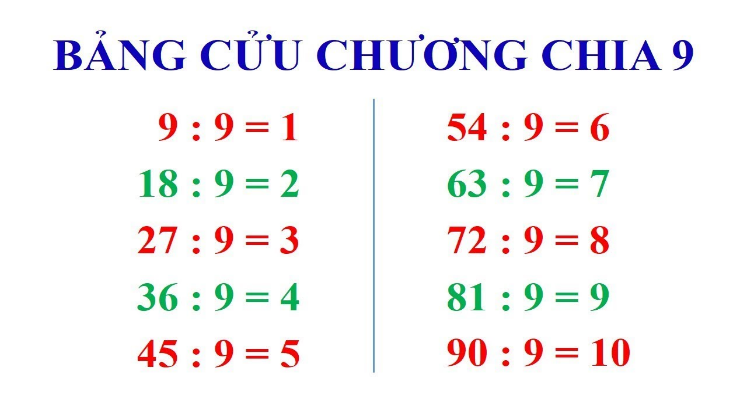 BẢNG CỬU CHƯƠNG CHIA 9
9 : 9 = 1
18 : 9 = 2
27 : 9 = 3
36 : 9 = 4
45 : 9 = 5
54 : 9 = 6
63 : 9 = 7
72 : 9 = 8
81 : 9 = 9
90 : 9 = 10